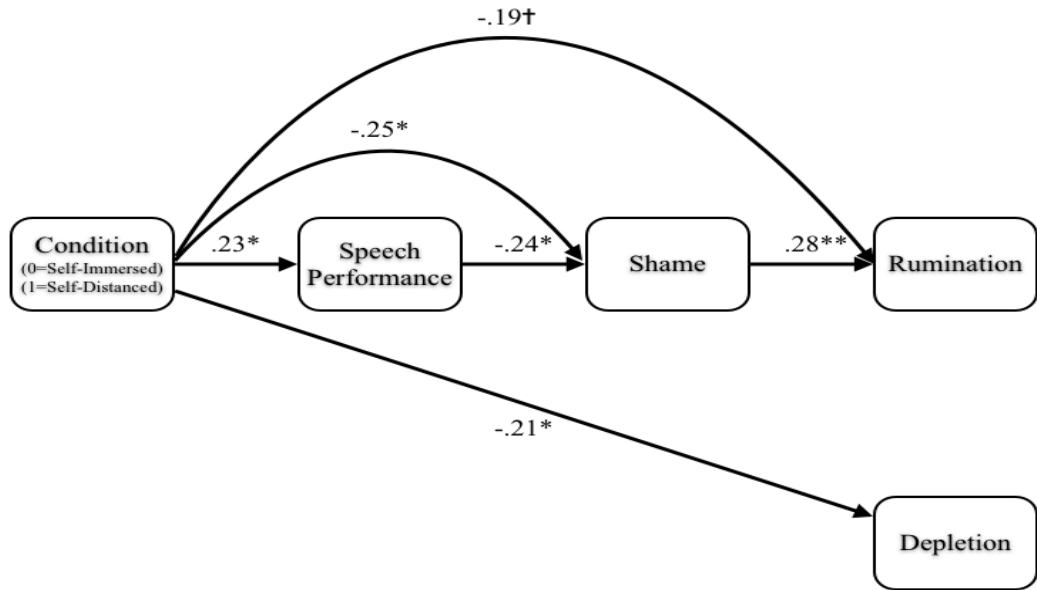 -.19†
-.25*
Condition
(0=Self-Immersed)
(1=Self-Distanced)
.23*
Speech
Performance
-.24*
Shame
.28**
Rumination
-.21*
Depletion